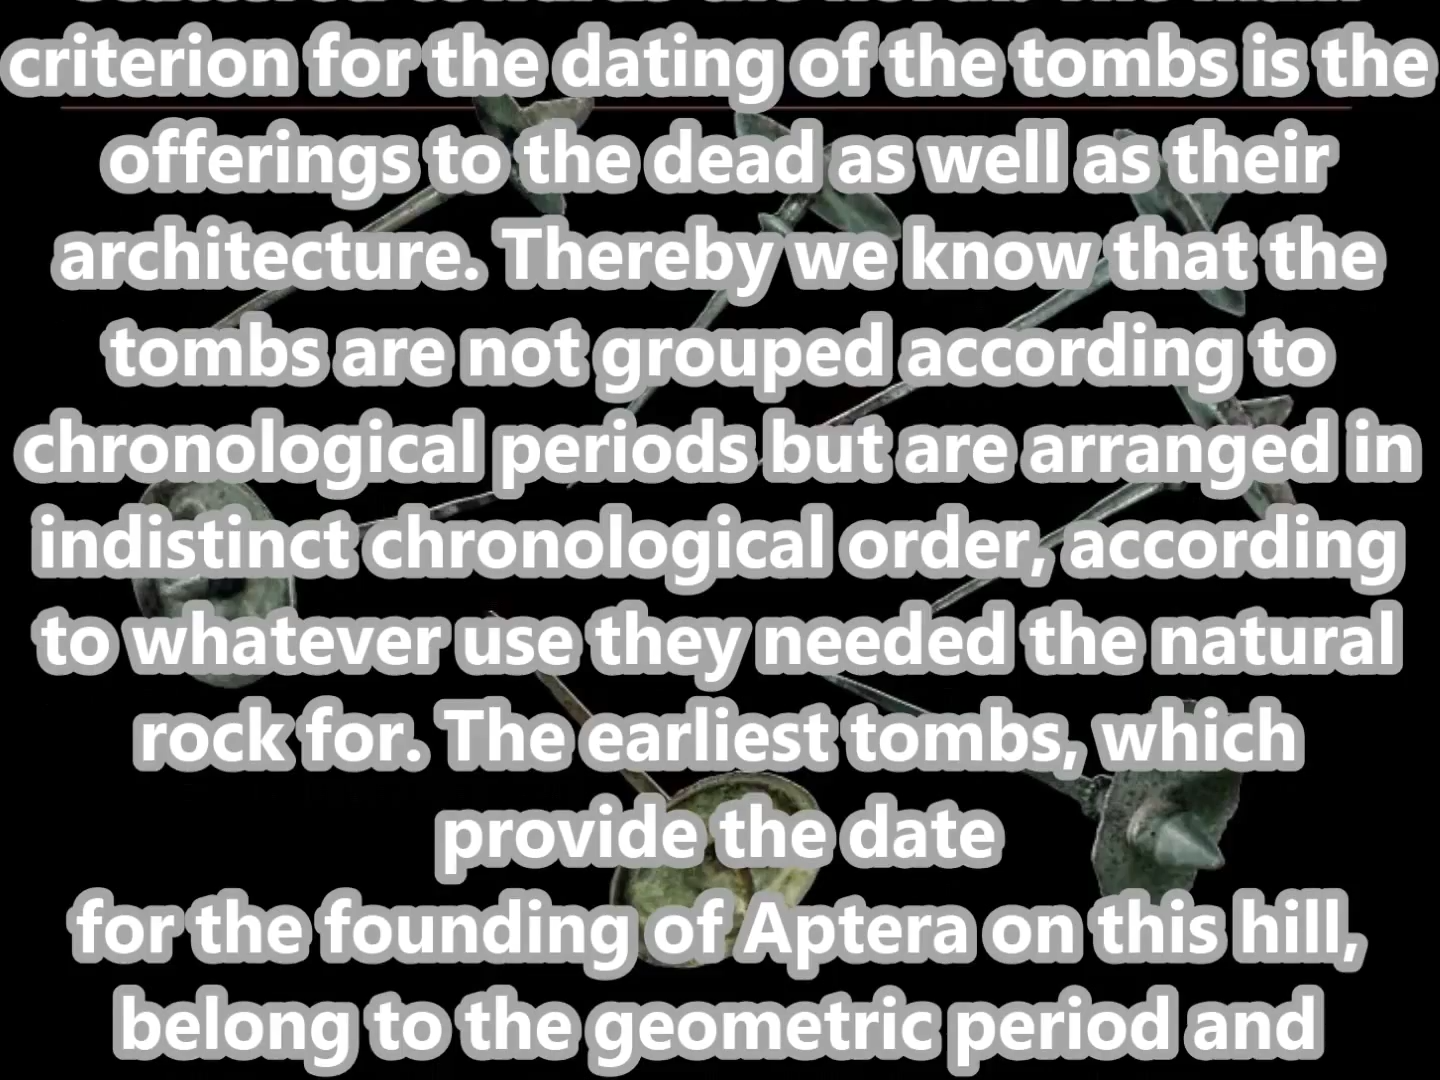 criterion for the dating of the tombs is the
offerings to the dead as well as their
architecture. Thereby we know that the
tombs are not grouped according to
chronological periods but are arranged in
indistinct chronological order, according
to whatever use they needed the natural
rock for. The earliest tombs, which
provide the date
for the founding of Aptera on this hill,
belong to the geometric period and